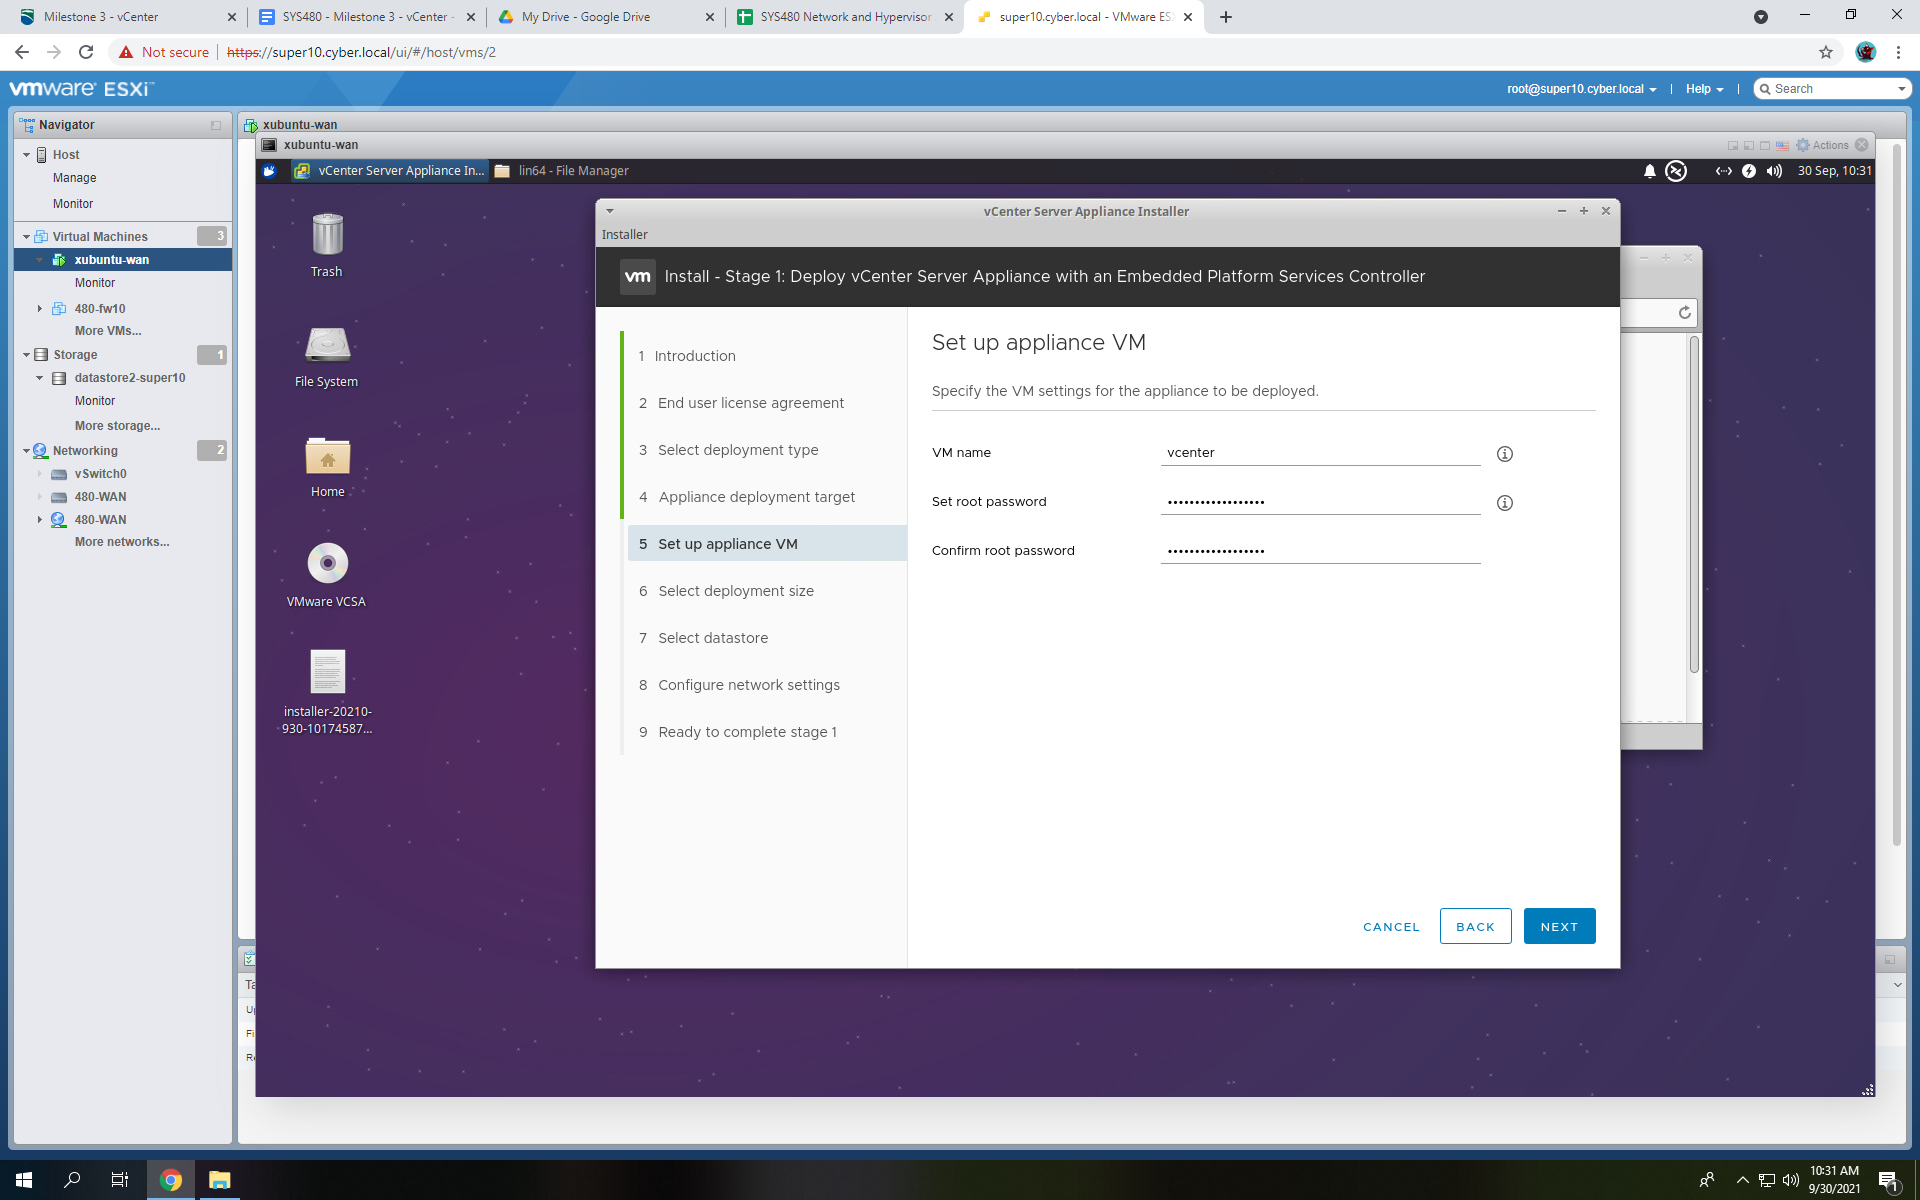 Milestone 3 - vCenter
SYS480 - Milestone 3 - vCenter -
My Drive - Google Drive
SYS480 Network and Hypervisor
super10.cyber.local - VMware ES
Not secure
https://super10.cyber.local/ui/#/host/vms/2
vmware ESXi™
root@super10.cyber.local
Help
Search
Navigator
Host
Manage
Monitor
Virtual Machines 3
xubuntu-wan
Monitor
480-fw10
More VMs...
Storage 1
datastore2-super10
Monitor
More storage...
Networking 2
vSwitch0
480-WAN
480-WAN
More networks...
xubuntu-wan
xubuntu-wan
Actions
vCenter Server Appliance In...
lin64 - File Manager
30 Sep, 10:31
Trash
File System
Home
VMware VCSA
installer-20210-
930-10174587...
vCenter Server Appliance Installer
Installer
vm Install - Stage 1: Deploy vCenter Server Appliance with an Embedded Platform Services Controller
1 Introduction
2 End user license agreement
3 Select deployment type
4 Appliance deployment target
5 Set up appliance VM
6 Select deployment size
7 Select datastore
8 Configure network settings
9 Ready to complete stage 1
Set up appliance VM
Specify the VM settings for the appliance to be deployed.
VM name vcenter
Set root password ••••••••••••••••••
Confirm root password ••••••••••••••••••
CANCEL
BACK
NEXT
Ta
Up
Fi
Re
10:31 AM
9/30/2021
1